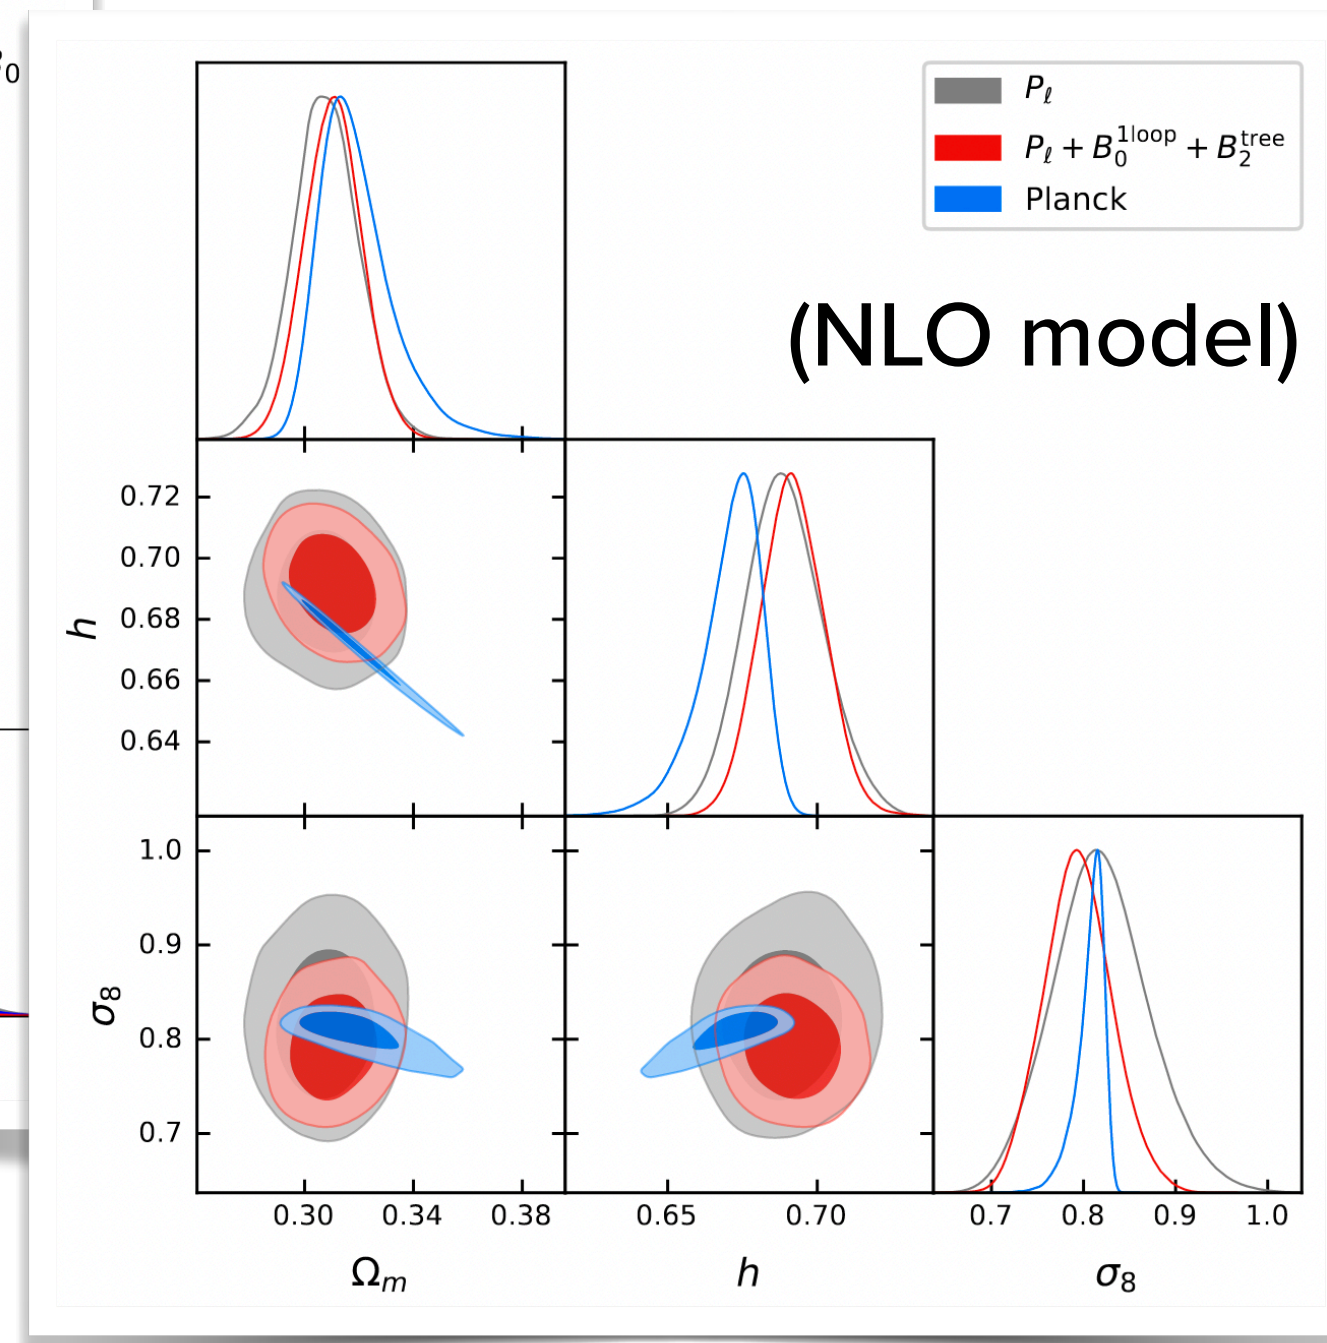 0
P_ℓ
P_ℓ + B_0^{1loop} + B_2^{tree}
Planck
(NLO model)
0.72
0.70
0.68
0.66
0.64
h
1.0
0.9
0.8
0.7
σ_8
0.30 0.34 0.38 0.65 0.70 0.7 0.8 0.9 1.0
Ω_m h σ_8